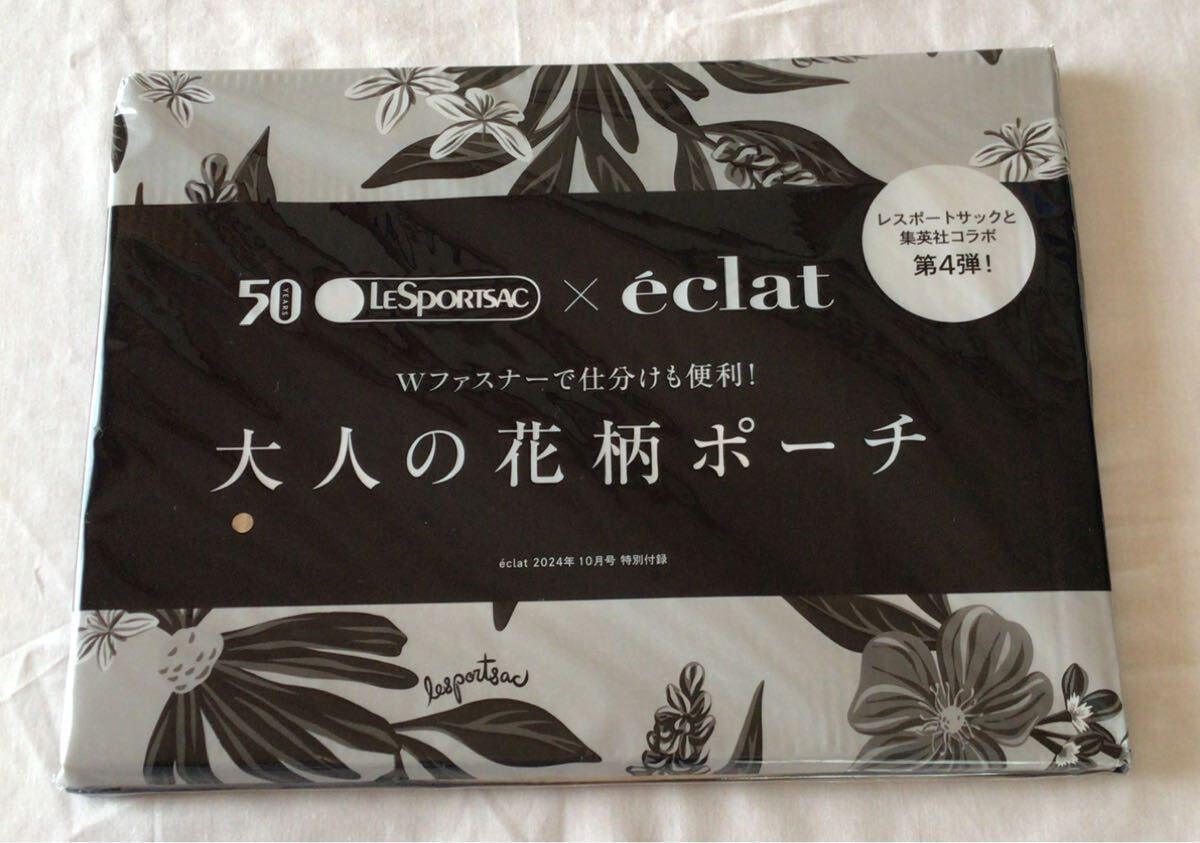 レスポートサックと
集英社コラボ
第4弾!
50 YEARS LESPORTSAC × éclat
Wファスナーで仕分けも便利!
大人の花柄ポーチ
éclat 2024年10月号 特別付録
lesportsac